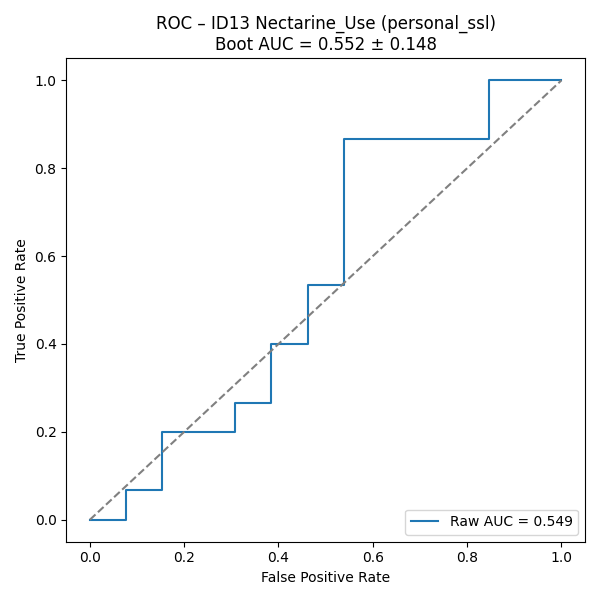 ROC – ID13 Nectarine_Use (personal_ssl)
Boot AUC = 0.552 ± 0.148
True Positive Rate
1.0
0.8
0.6
0.4
0.2
0.0
Raw AUC = 0.549
0.0 0.2 0.4 0.6 0.8 1.0
False Positive Rate